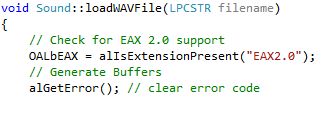 void Sound::loadWAVFile(LPCSTR filename)
{
// Check for EAX 2.0 support
OALbEAX = alIsExtensionPresent("EAX2.0");
// Generate Buffers
alGetError(); // clear error code